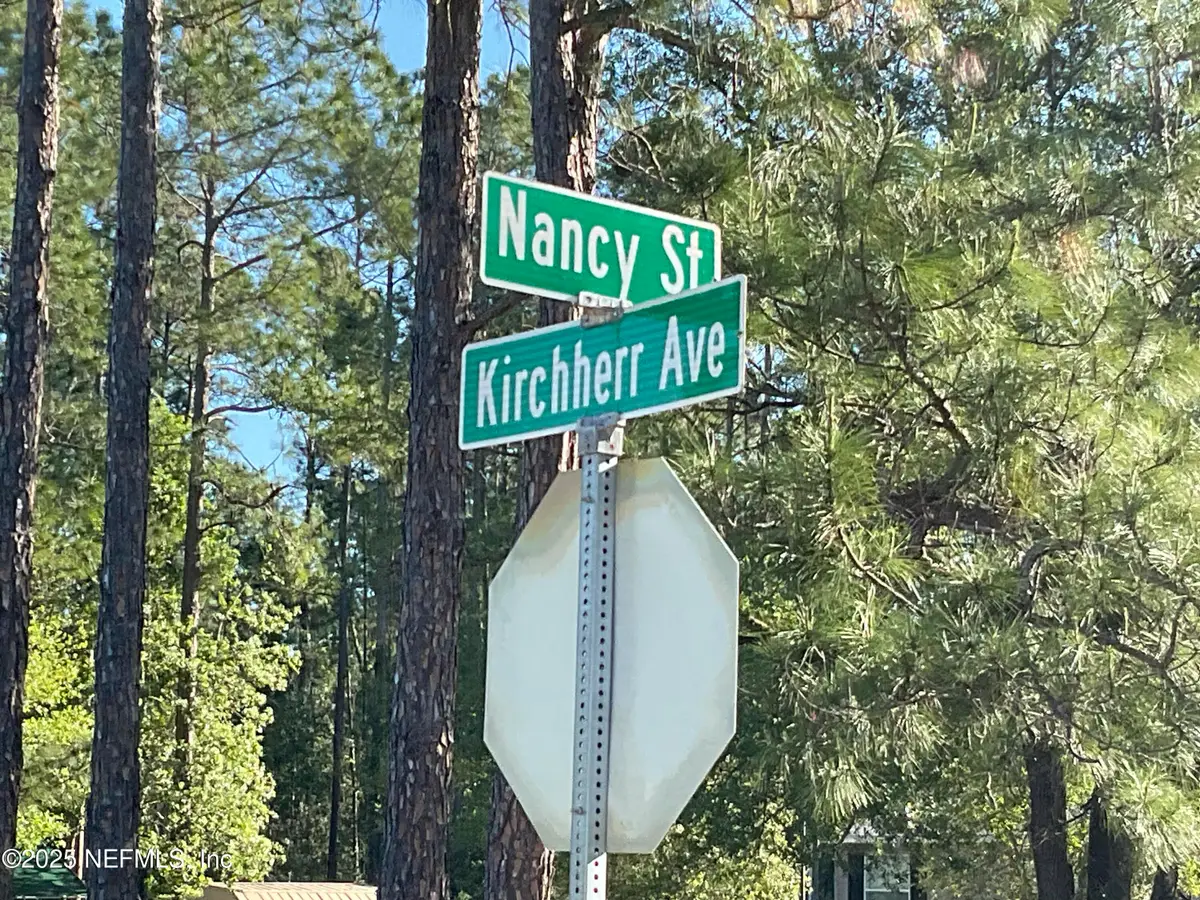 Nancy St
Kirchherr Ave
©2025 NEFMLS, Inc